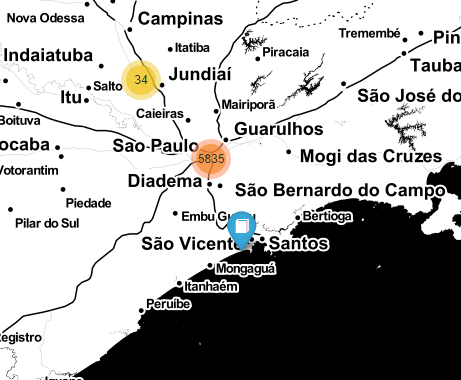 Nova Odessa
Campinas
Itatiba
Tremembé
Pin
Indaiatuba
Piracaia
Tauba
Jundiaí
34
Salto
Itu
São José do
Mairiporã
Boituva
Caieiras
Guarulhos
ocaba
São Paulo
5835
Mogi das Cruzes
Votorantim
Diadema
São Bernardo do Campo
Piedade
Pilar do Sul
Embu Gu
Bertioga
São Vicente
Santos
Mongaguá
Itanhaém
Peruíbe
Registro